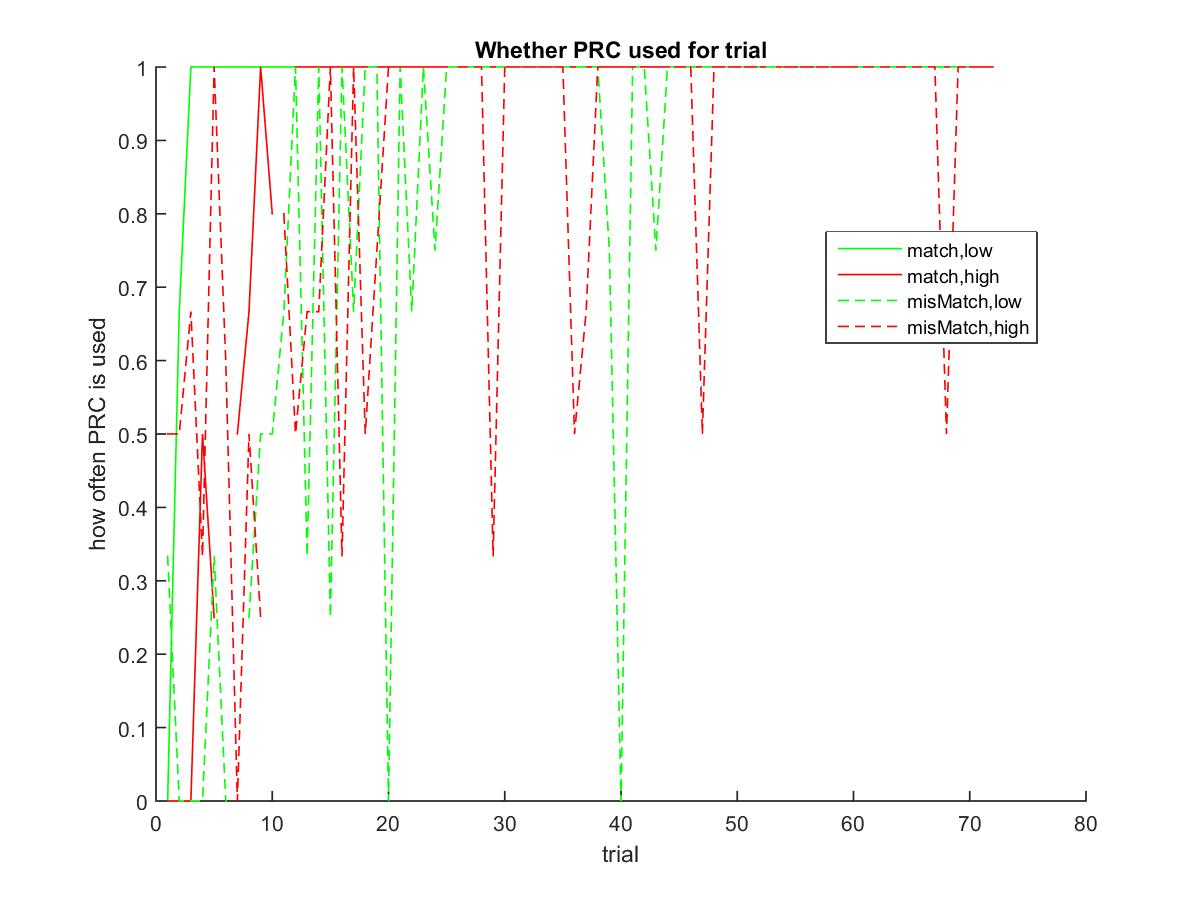 Whether PRC used for trial
1
0.9
0.8
0.7
0.6
0.5
0.4
0.3
0.2
0.1
0
how often PRC is used
match,low
match,high
misMatch,low
misMatch,high
0 10 20 30 40 50 60 70 80
trial